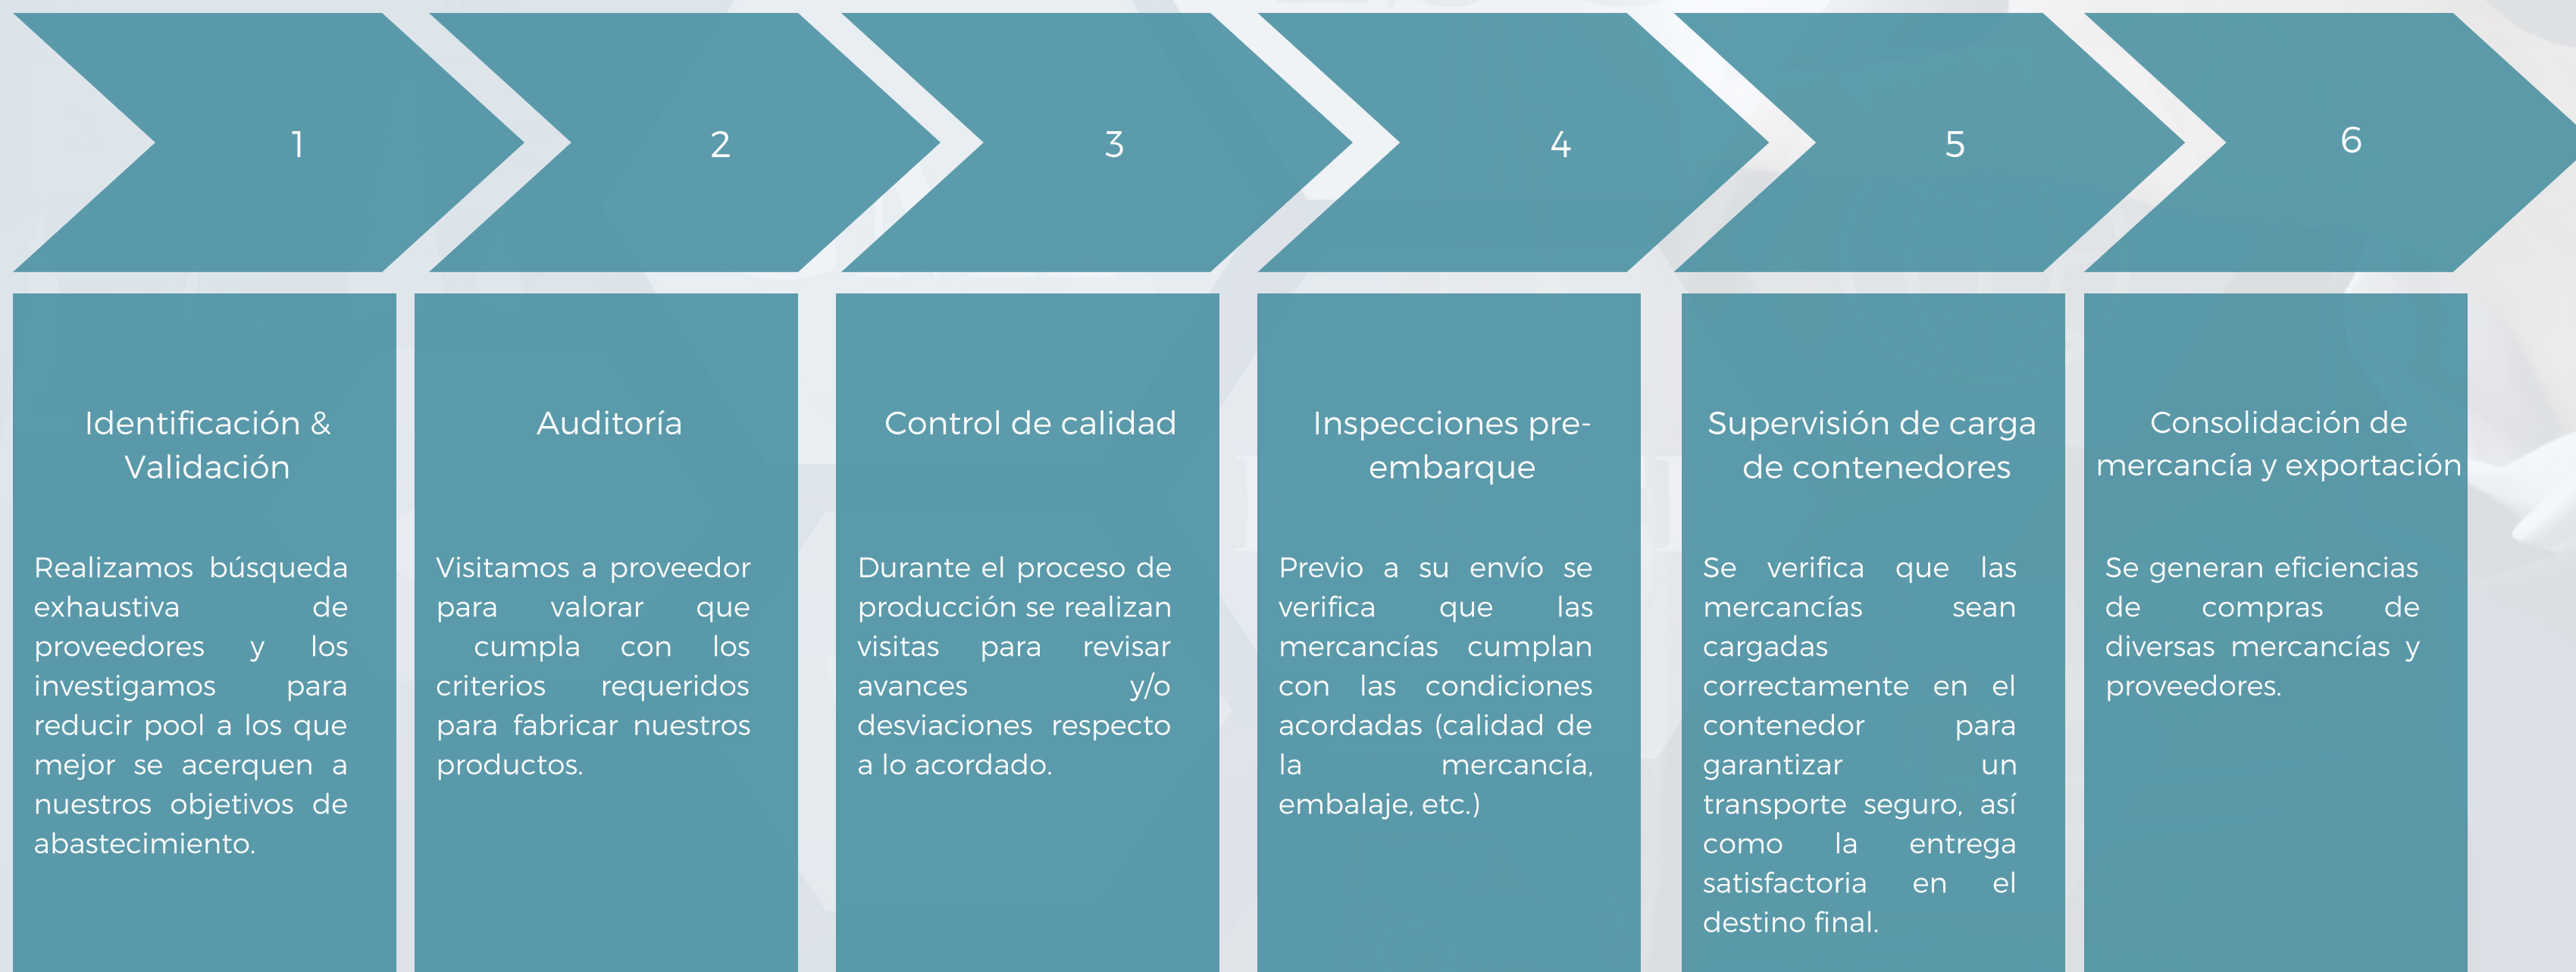 1
2
3
4
5
6
Identificación &
Validación
Realizamos búsqueda
exhaustiva de
proveedores y los
investigamos para
reducir pool a los que
mejor se acerquen a
nuestros objetivos de
abastecimiento.
Auditoría
Visitamos a proveedor
para valorar que
cumpla con los
criterios requeridos
para fabricar nuestros
productos.
Control de calidad
Durante el proceso de
producción se realizan
visitas para revisar
avances y/o
desviaciones respecto
a lo acordado.
Inspecciones pre-
embarque
Previo a su envío se
verifica que las
mercancías cumplan
con las condiciones
acordadas (calidad de
la mercancía,
embalaje, etc.)
Supervisión de carga
de contenedores
Se verifica que las
mercancías sean
cargadas
correctamente en el
contenedor para
garantizar un
transporte seguro, así
como la entrega
satisfactoria en el
destino final.
Consolidación de
mercancía y exportación
Se generan eficiencias
de compras de
diversas mercancías y
proveedores.